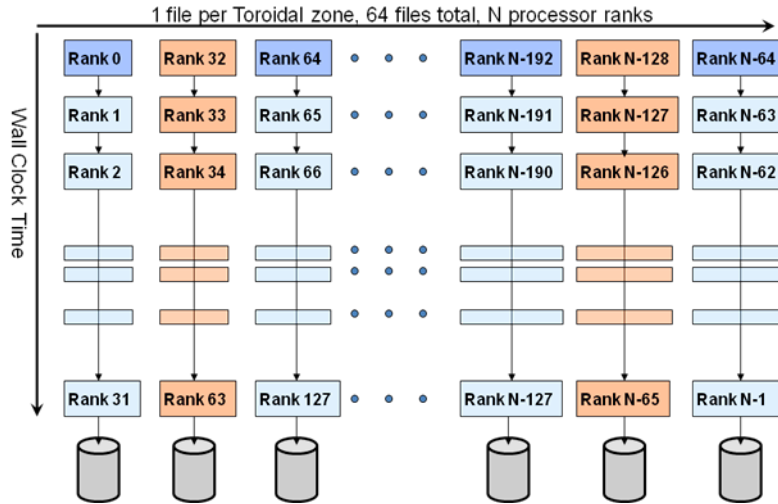 1 file per Toroidal zone, 64 files total, N processor ranks
Wall Clock Time
Rank 0 Rank 32 Rank 64 Rank N-192 Rank N-128 Rank N-64
Rank 1 Rank 33 Rank 65 Rank N-191 Rank N-127 Rank N-63
Rank 2 Rank 34 Rank 66 Rank N-190 Rank N-126 Rank N-62
Rank 31 Rank 63 Rank 127 Rank N-127 Rank N-65 Rank N-1